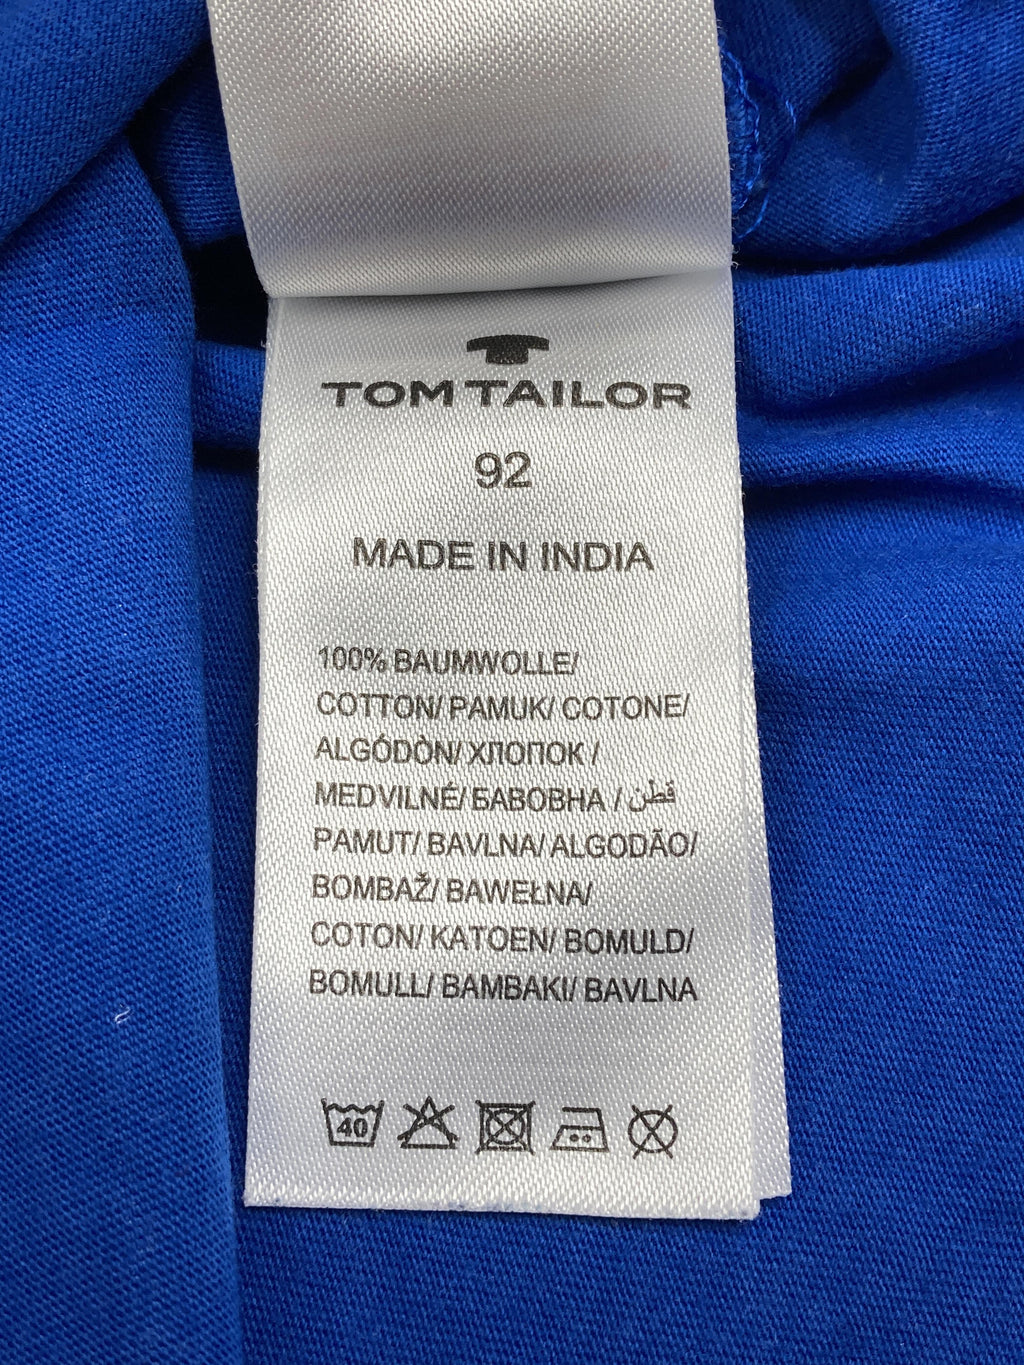 TOM TAILOR
92
MADE IN INDIA
100% BAUMWOLLE/
COTTON/ PAMUK/ COTONE/
ALGÓDÒN/ ХЛОПОК /
MEDVILNÉ/ БАВОВНА / قطن
PAMUT/ BAVLNA/ ALGODÃO/
BOMBAŽ/ BAWEŁNA/
COTON/ KATOEN/ BOMULD/
BOMULL/ BAMBAKI/ BAVLNA
40